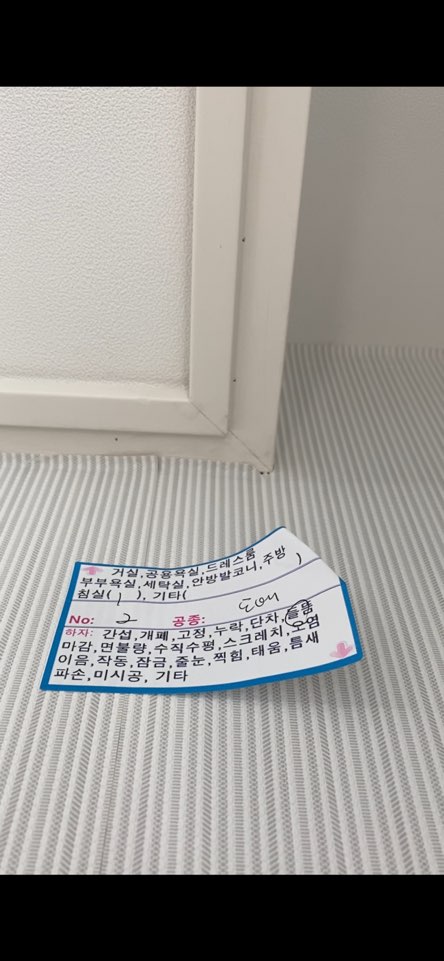 거실,공용욕실,드레스룸
부부욕실,세탁실,안방발코니,주방
침실( 1 ), 기타( )
No: 2 공종: 도배
하자: 간섭,개폐,고정,누락,단차,들뜸
마감,면불량,수직수평,스크레치,오염
이음,작동,잠금,줄눈,찍힘,태움,틈새
파손,미시공, 기타